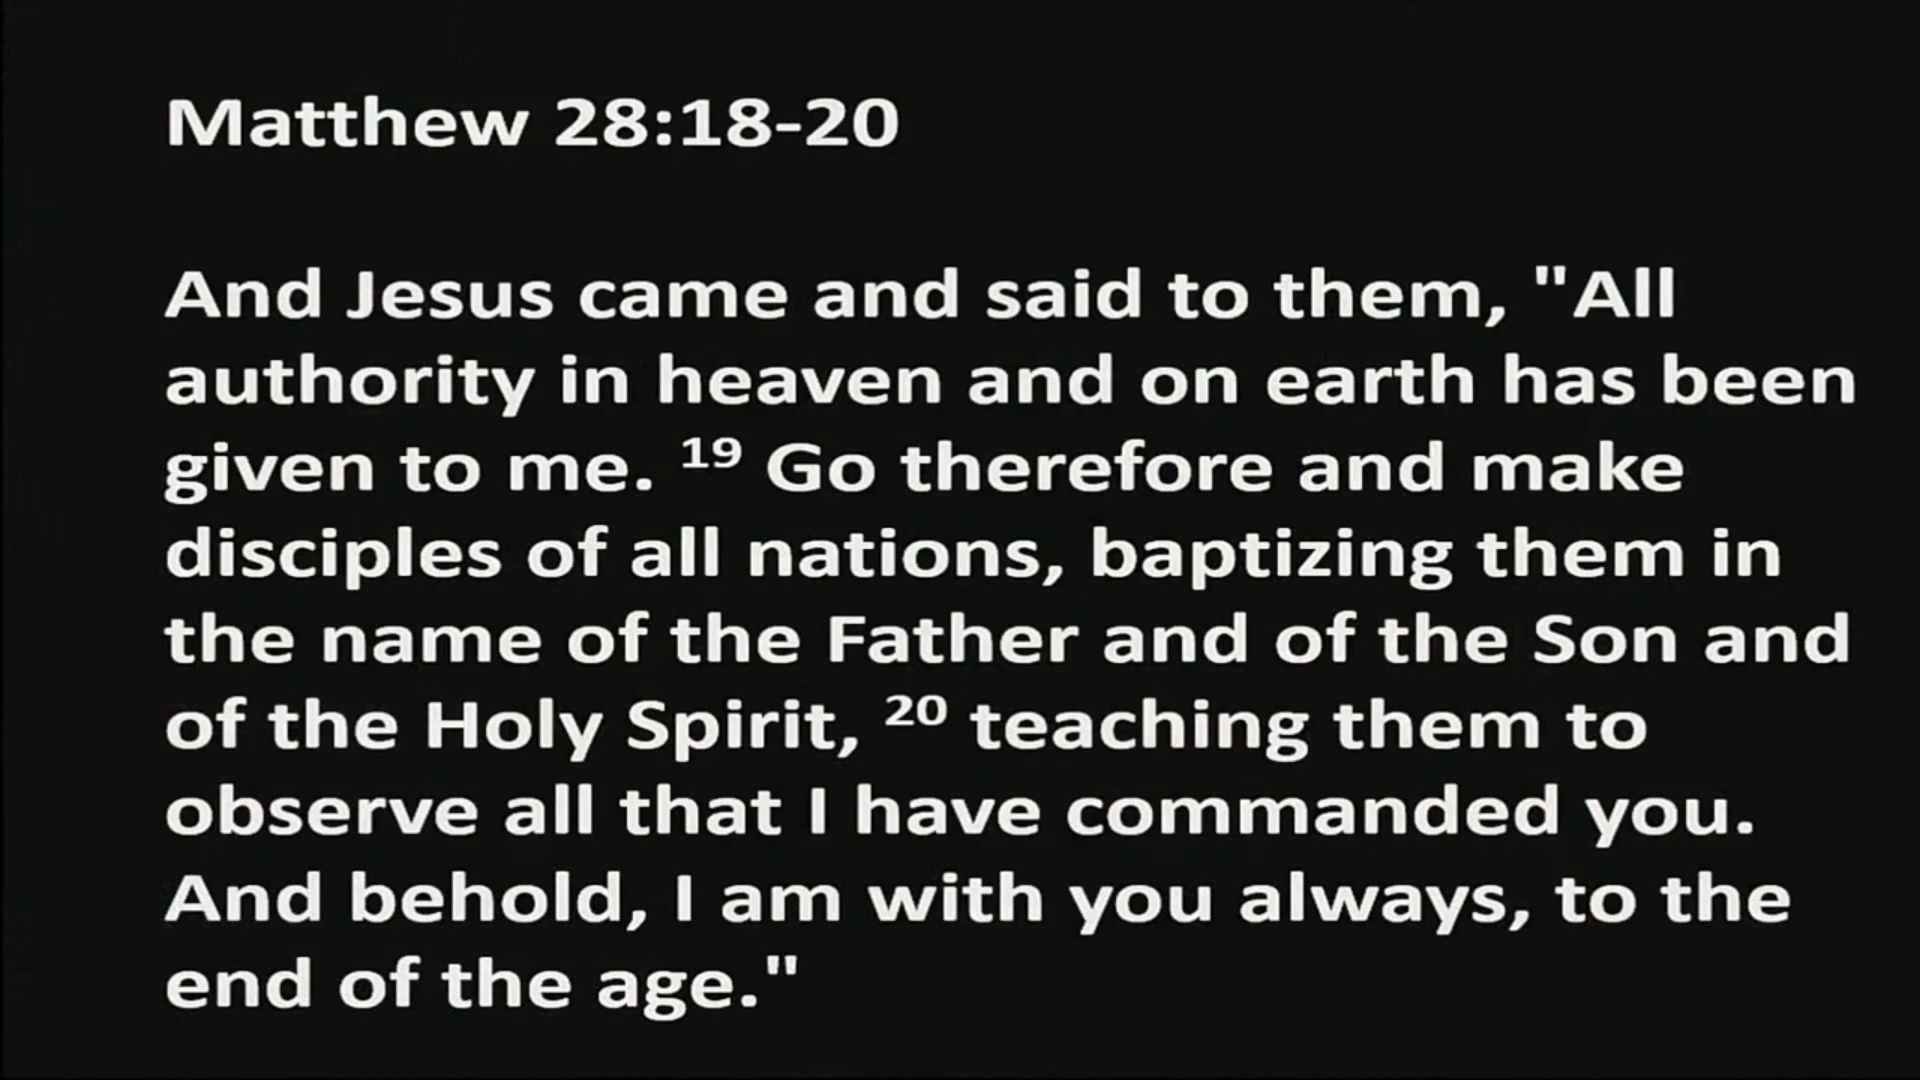 Matthew 28:18-20
And Jesus came and said to them, "All
authority in heaven and on earth has been
given to me. 19 Go therefore and make
disciples of all nations, baptizing them in
the name of the Father and of the Son and
of the Holy Spirit, 20 teaching them to
observe all that I have commanded you.
And behold, I am with you always, to the
end of the age."